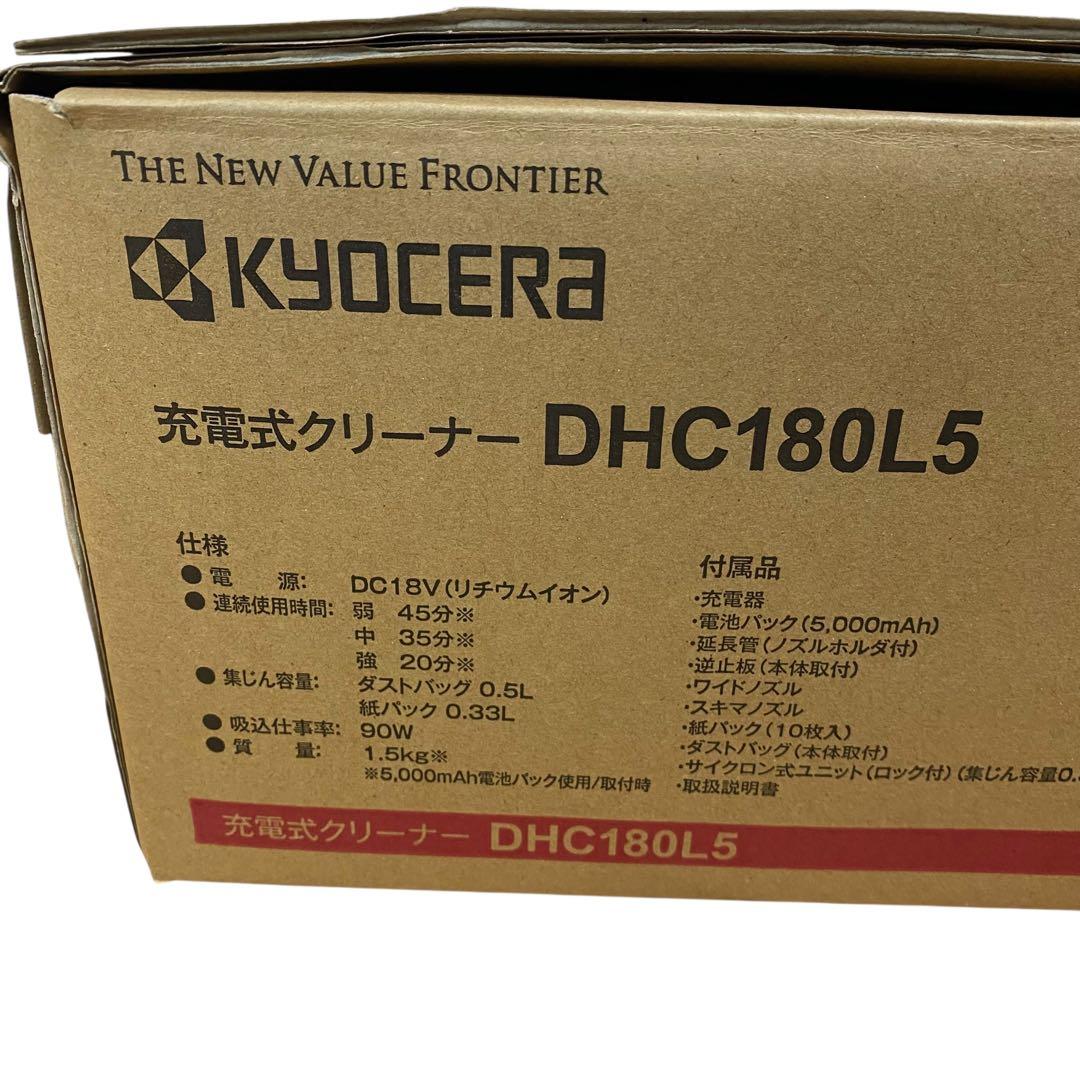 THE NEW VALUE FRONTIER
KYOCERA
充電式クリーナー DHC180L5
仕様
●電　源: DC18V(リチウムイオン)
●連続使用時間: 弱 45分※
中 35分※
強 20分※
●集じん容量: ダストバッグ 0.5L
紙パック 0.33L
●吸込仕事率: 90W
●質　量: 1.5kg※
※5,000mAh電池パック使用/取付時
付属品
・充電器
・電池パック(5,000mAh)
・延長管(ノズルホルダ付)
・逆止板(本体取付)
・ワイドノズル
・スキマノズル
・紙パック(10枚入)
・ダストバッグ(本体取付)
・サイクロン式ユニット(ロック付)(集じん容量0.
・取扱説明書
充電式クリーナー DHC180L5